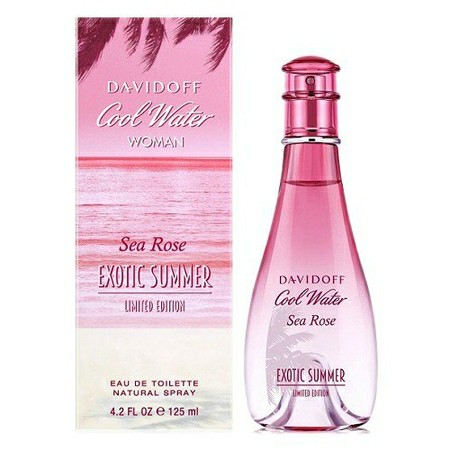 DAVIDOFF
Cool Water
WOMAN
Sea Rose
EXOTIC SUMMER
LIMITED EDITION
EAU DE TOILETTE
NATURAL SPRAY
4.2 FL OZ ℮ 125 ml
DAVIDOFF
Cool Water
Sea Rose
EXOTIC SUMMER
LIMITED EDITION